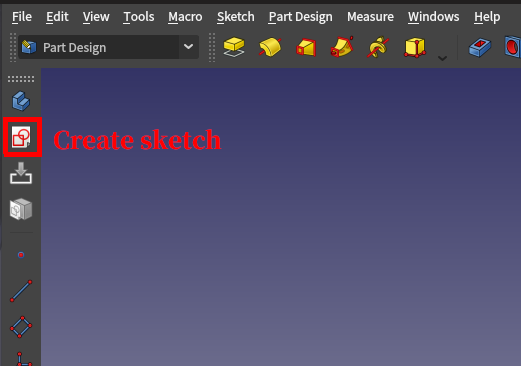 File Edit View Tools Macro Sketch Part Design Measure Windows Help
Part Design
Create sketch